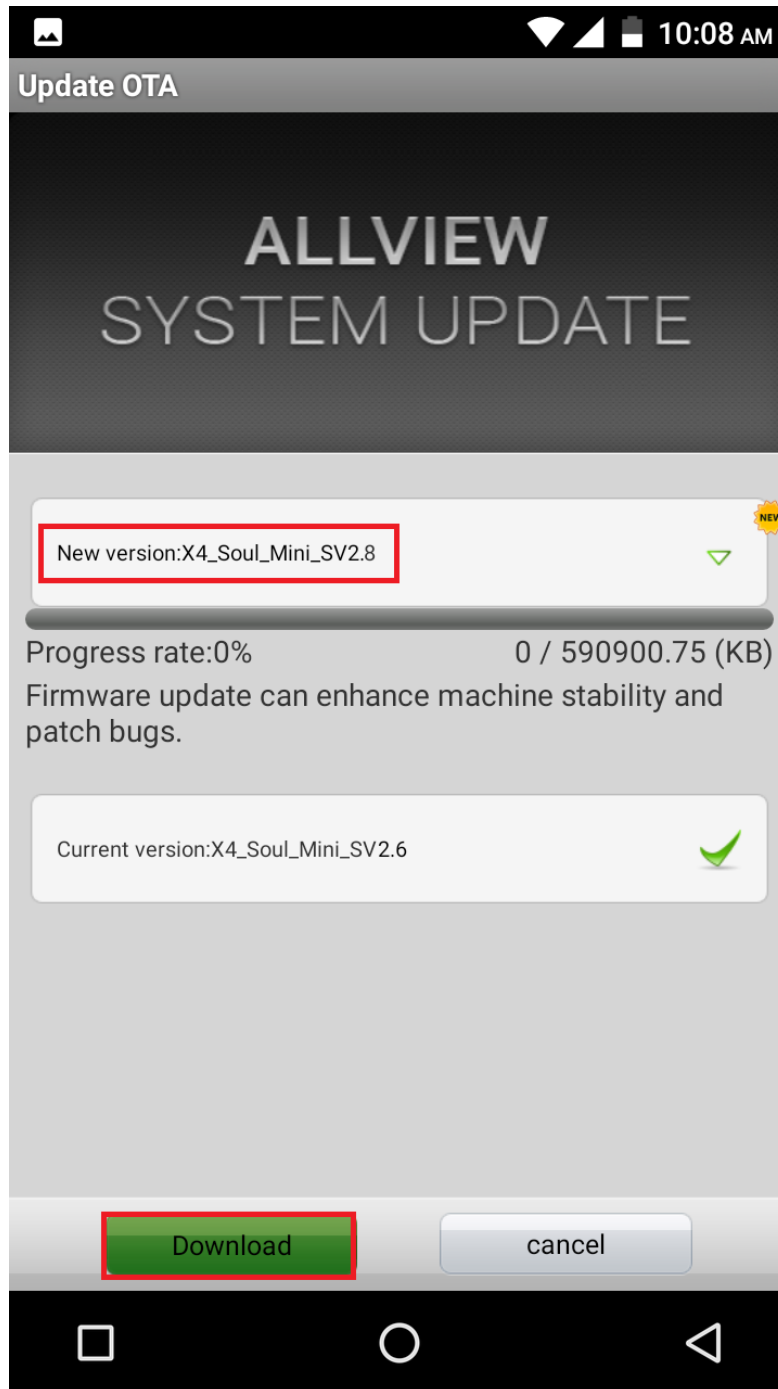 10:08 AM
Update OTA
ALLVIEW
SYSTEM UPDATE
NEW
New version:X4_Soul_Mini_SV2.8
Progress rate:0% 0 / 590900.75 (KB)
Firmware update can enhance machine stability and
patch bugs.
Current version:X4_Soul_Mini_SV2.6
Download cancel